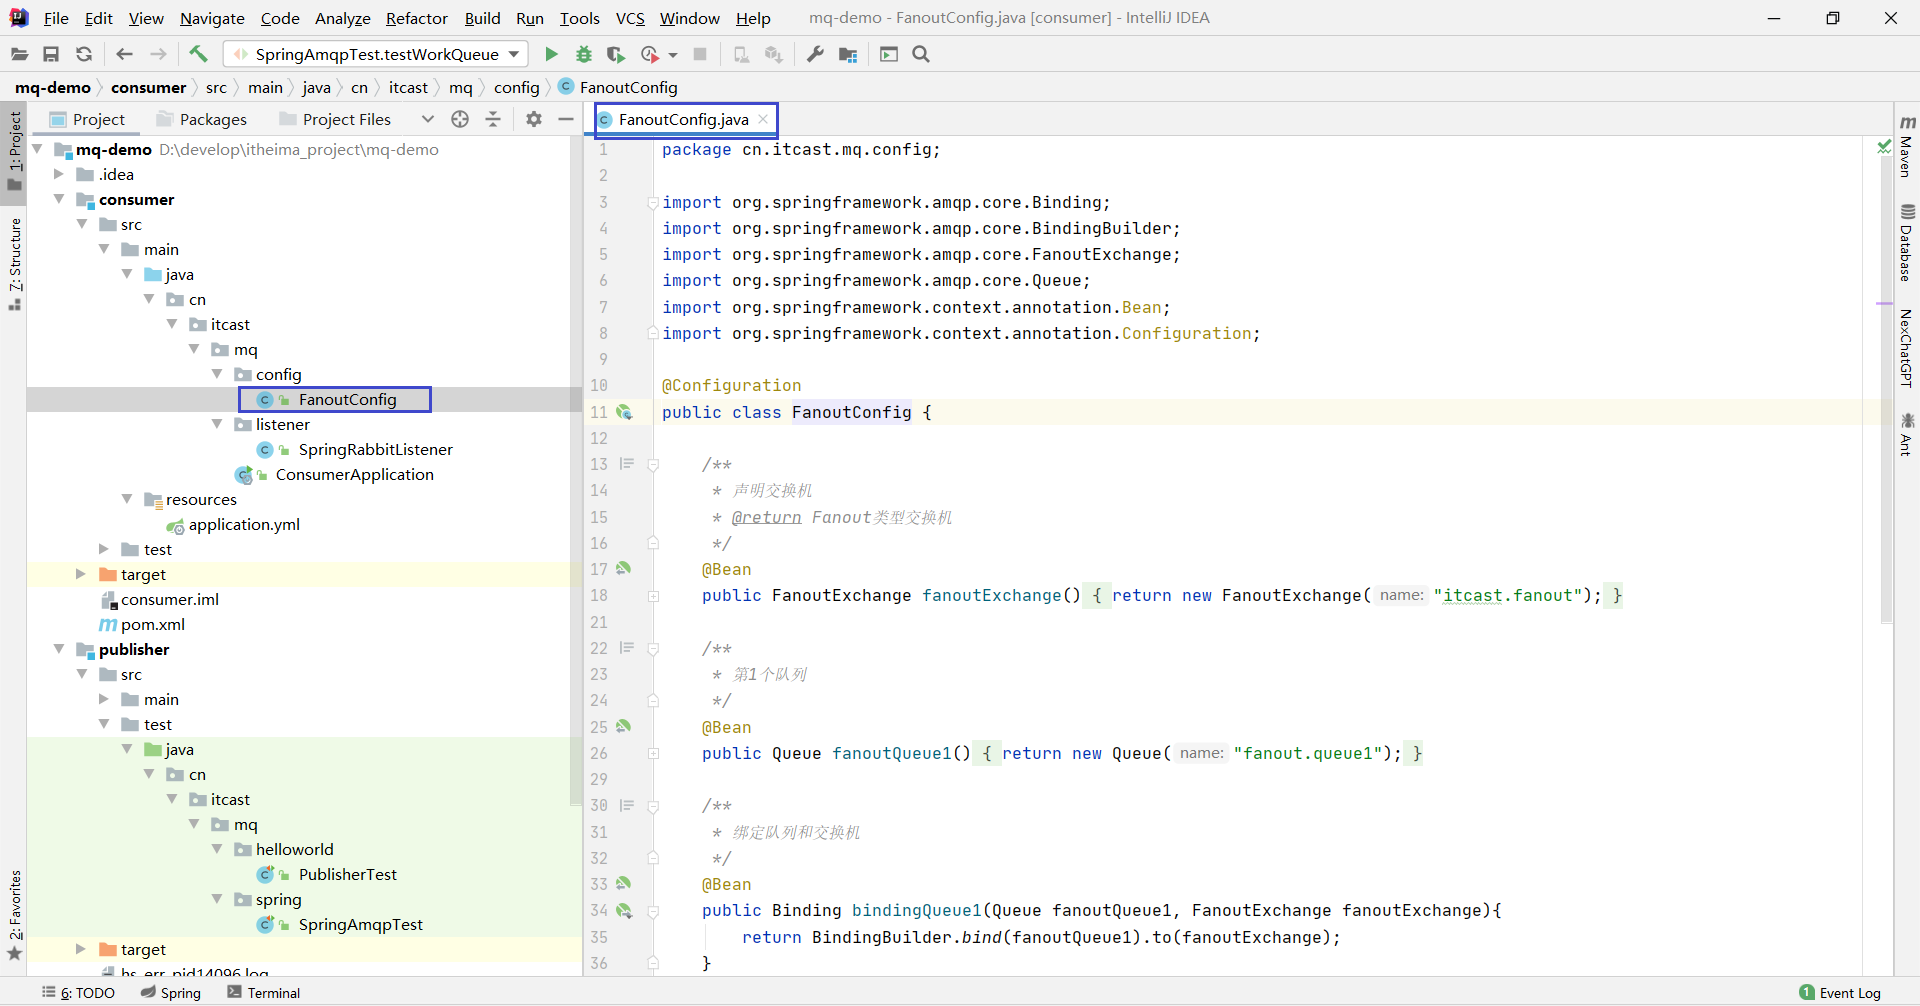 File Edit View Navigate Code Analyze Refactor Build Run Tools VCS Window Help mq-demo - FanoutConfig.java [consumer] - IntelliJ IDEA
SpringAmqpTest.testWorkQueue
mq-demo consumer src main java cn itcast mq config FanoutConfig
1: Project
7: Structure
2: Favorites
Project Packages Project Files
mq-demo D:\develop\itheima_project\mq-demo
.idea
consumer
src
main
java
cn
itcast
mq
config
FanoutConfig
listener
SpringRabbitListener
ConsumerApplication
resources
application.yml
test
target
consumer.iml
pom.xml
publisher
src
main
test
java
cn
itcast
mq
helloworld
PublisherTest
spring
SpringAmqpTest
target
hs_err_pid14096.log
FanoutConfig.java
1 package cn.itcast.mq.config;
2
3 import org.springframework.amqp.core.Binding;
4 import org.springframework.amqp.core.BindingBuilder;
5 import org.springframework.amqp.core.FanoutExchange;
6 import org.springframework.amqp.core.Queue;
7 import org.springframework.context.annotation.Bean;
8 import org.springframework.context.annotation.Configuration;
9
10 @Configuration
11 public class FanoutConfig {
12
13 /**
14 * 声明交换机
15 * @return Fanout类型交换机
16 */
17 @Bean
18 public FanoutExchange fanoutExchange() { return new FanoutExchange( name: "itcast.fanout"); }
21
22 /**
23 * 第1个队列
24 */
25 @Bean
26 public Queue fanoutQueue1() { return new Queue( name: "fanout.queue1"); }
29
30 /**
31 * 绑定队列和交换机
32 */
33 @Bean
34 public Binding bindingQueue1(Queue fanoutQueue1, FanoutExchange fanoutExchange){
35 return BindingBuilder.bind(fanoutQueue1).to(fanoutExchange);
36 }
Maven
Database
NexChatGPT
Ant
6: TODO Spring Terminal 1 Event Log